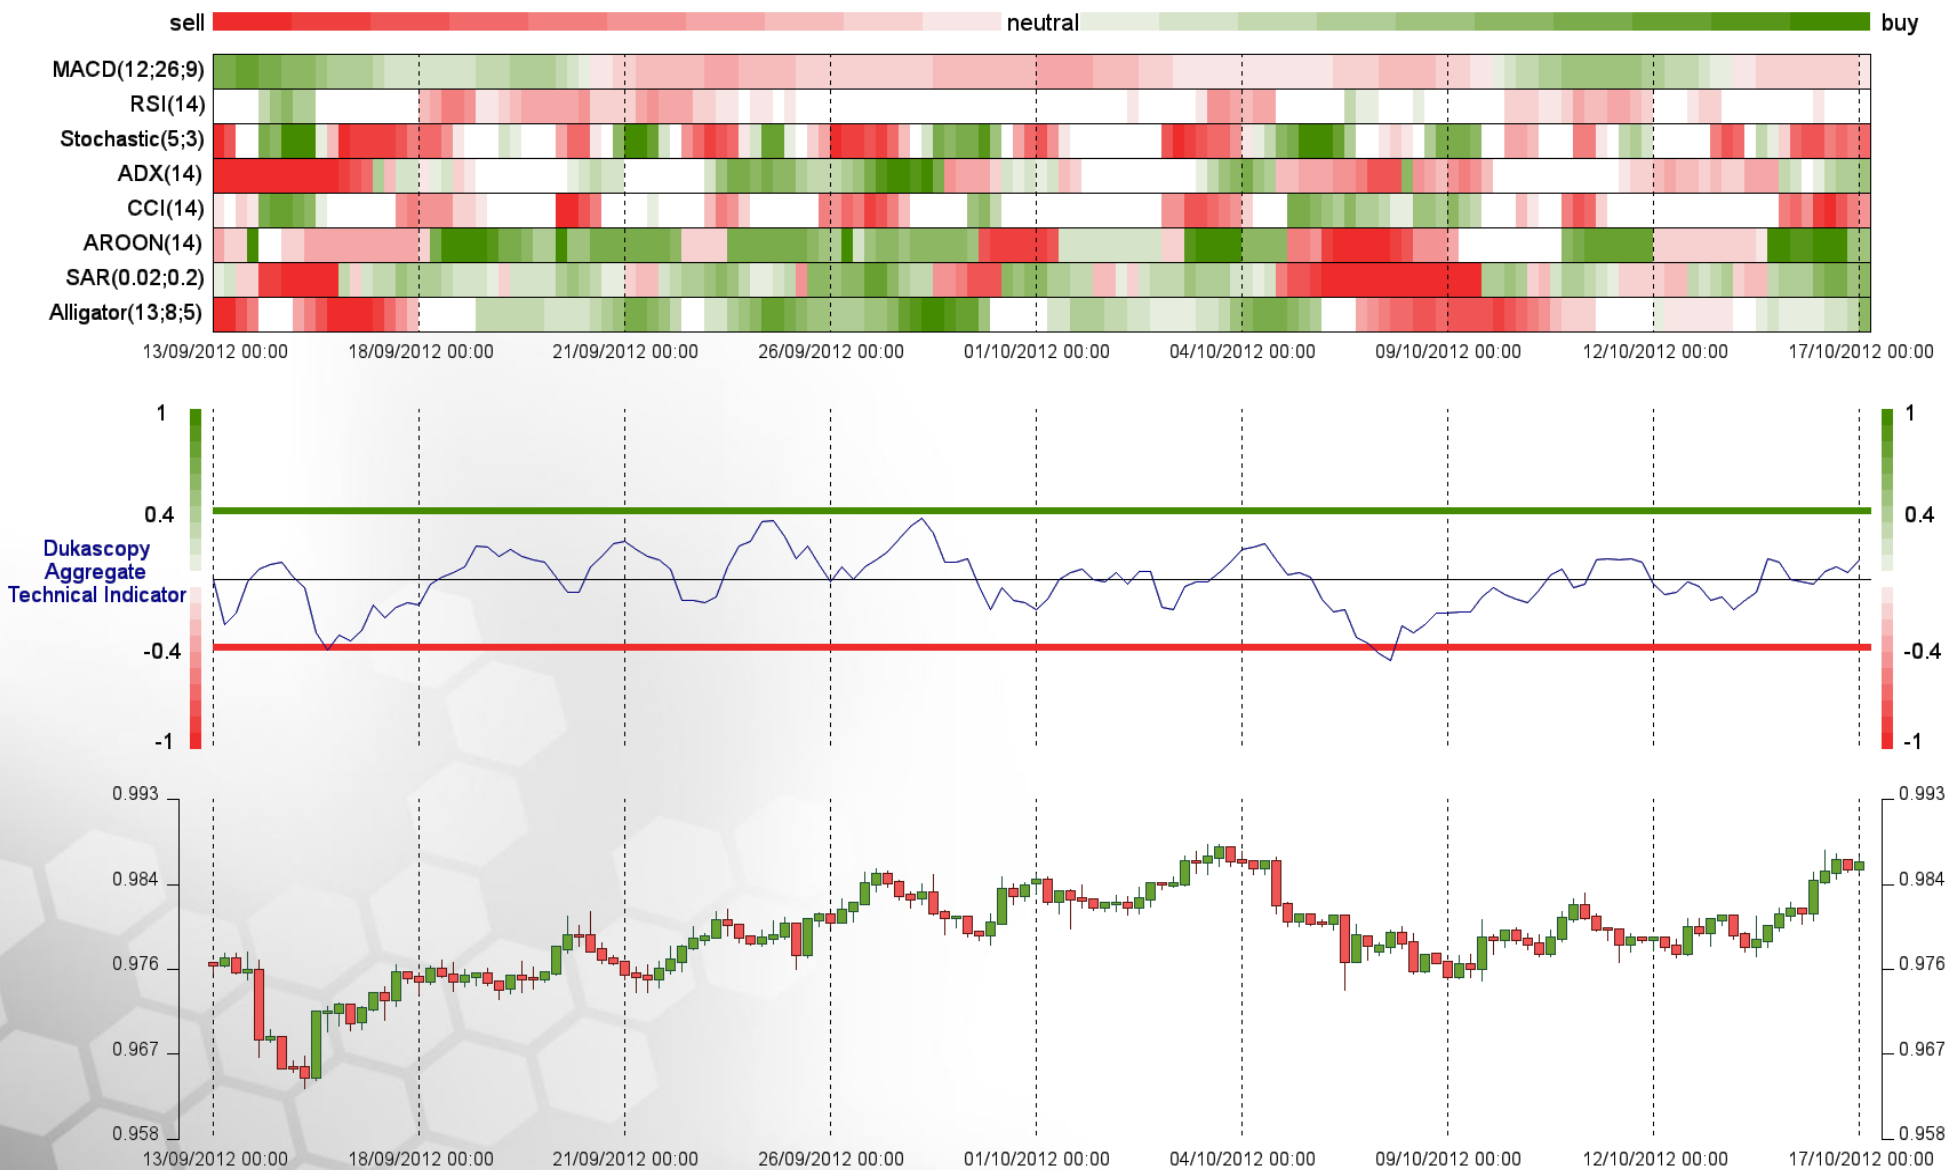 sell neutral buy
MACD(12;26;9)
RSI(14)
Stochastic(5;3)
ADX(14)
CCI(14)
AROON(14)
SAR(0.02;0.2)
Alligator(13;8;5)
13/09/2012 00:00 18/09/2012 00:00 21/09/2012 00:00 26/09/2012 00:00 01/10/2012 00:00 04/10/2012 00:00 09/10/2012 00:00 12/10/2012 00:00 17/10/2012 00:00
1 1
0.4 0.4
Dukascopy
Aggregate
Technical Indicator
-0.4 -0.4
-1 -1
0.993 0.993
0.984 0.984
0.976 0.976
0.967 0.967
0.958 0.958
13/09/2012 00:00 18/09/2012 00:00 21/09/2012 00:00 26/09/2012 00:00 01/10/2012 00:00 04/10/2012 00:00 09/10/2012 00:00 12/10/2012 00:00 17/10/2012 00:00